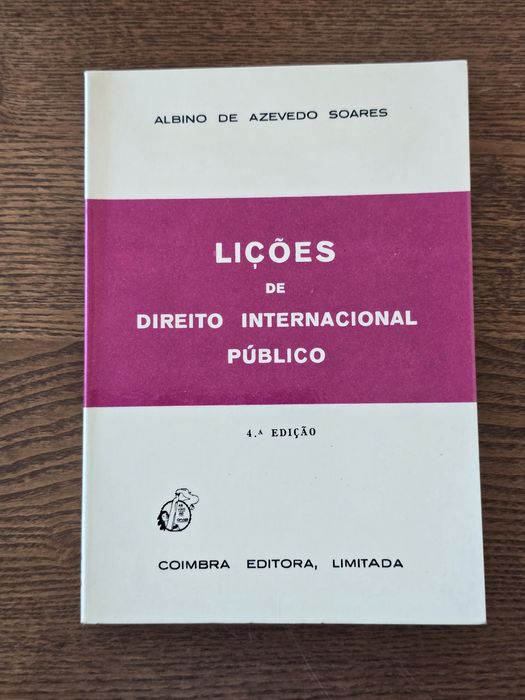 ALBINO DE AZEVEDO SOARES
LIÇÕES
DE
DIREITO INTERNACIONAL
PÚBLICO
4.ª EDIÇÃO
COIMBRA EDITORA, LIMITADA